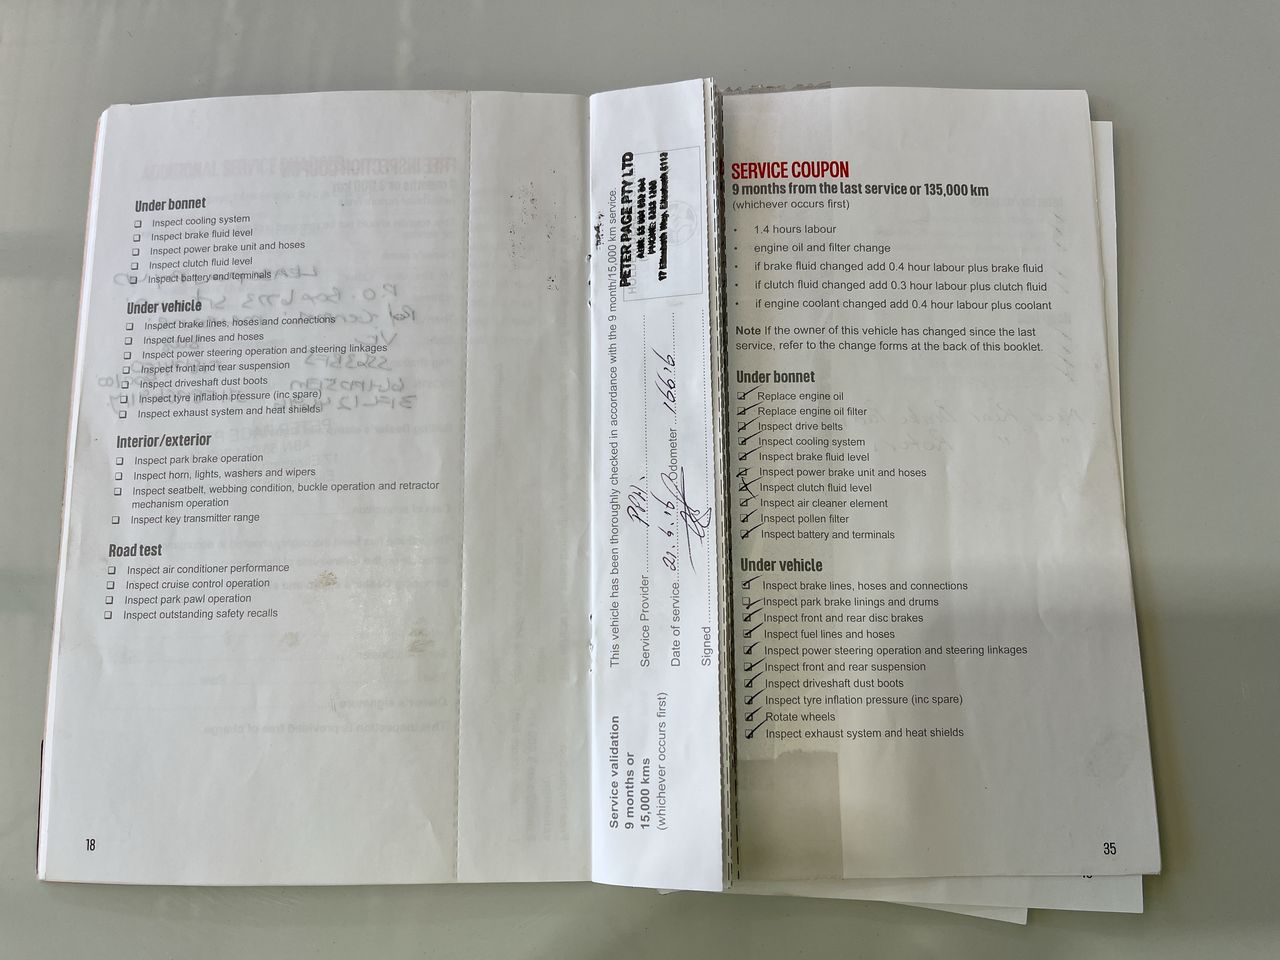 Under bonnet
❑ Inspect cooling system
❑ Inspect brake fluid level
❑ Inspect power brake unit and hoses
❑ Inspect clutch fluid level
❑ Inspect battery and terminals
Under vehicle
❑ Inspect brake lines, hoses and connections
❑ Inspect fuel lines and hoses
❑ Inspect power steering operation and steering linkages
❑ Inspect front and rear suspension
❑ Inspect driveshaft dust boots
❑ Inspect tyre inflation pressure (inc spare)
❑ Inspect exhaust system and heat shields
Interior/exterior
❑ Inspect park brake operation
❑ Inspect horn, lights, washers and wipers
❑ Inspect seatbelt, webbing condition, buckle operation and retractor
mechanism operation
❑ Inspect key transmitter range
Road test
❑ Inspect air conditioner performance
❑ Inspect cruise control operation
❑ Inspect park pawl operation
❑ Inspect outstanding safety recalls
18
Service validation
9 months or
15,000 kms
(whichever occurs first)
This vehicle has been thoroughly checked in accordance with the 9 month/15,000 km service.
Service Provider PPH
Date of service 21.4.16 Odometer
Signed
PETER PAGE PTY LTD
17 Elizabeth Way, Elizabeth 5112
SERVICE COUPON
9 months from the last service or 135,000 km
(whichever occurs first)
• 1.4 hours labour
• engine oil and filter change
• if brake fluid changed add 0.4 hour labour plus brake fluid
• if clutch fluid changed add 0.3 hour labour plus clutch fluid
• if engine coolant changed add 0.4 hour labour plus coolant
Note If the owner of this vehicle has changed since the last
service, refer to the change forms at the back of this booklet.
Under bonnet
Replace engine oil
Replace engine oil filter
Inspect drive belts
Inspect cooling system
Inspect brake fluid level
Inspect power brake unit and hoses
Inspect clutch fluid level
Inspect air cleaner element
Inspect pollen filter
Inspect battery and terminals
Under vehicle
Inspect brake lines, hoses and connections
Inspect park brake linings and drums
Inspect front and rear disc brakes
Inspect fuel lines and hoses
Inspect power steering operation and steering linkages
Inspect front and rear suspension
Inspect driveshaft dust boots
Inspect tyre inflation pressure (inc spare)
Rotate wheels
Inspect exhaust system and heat shields
35